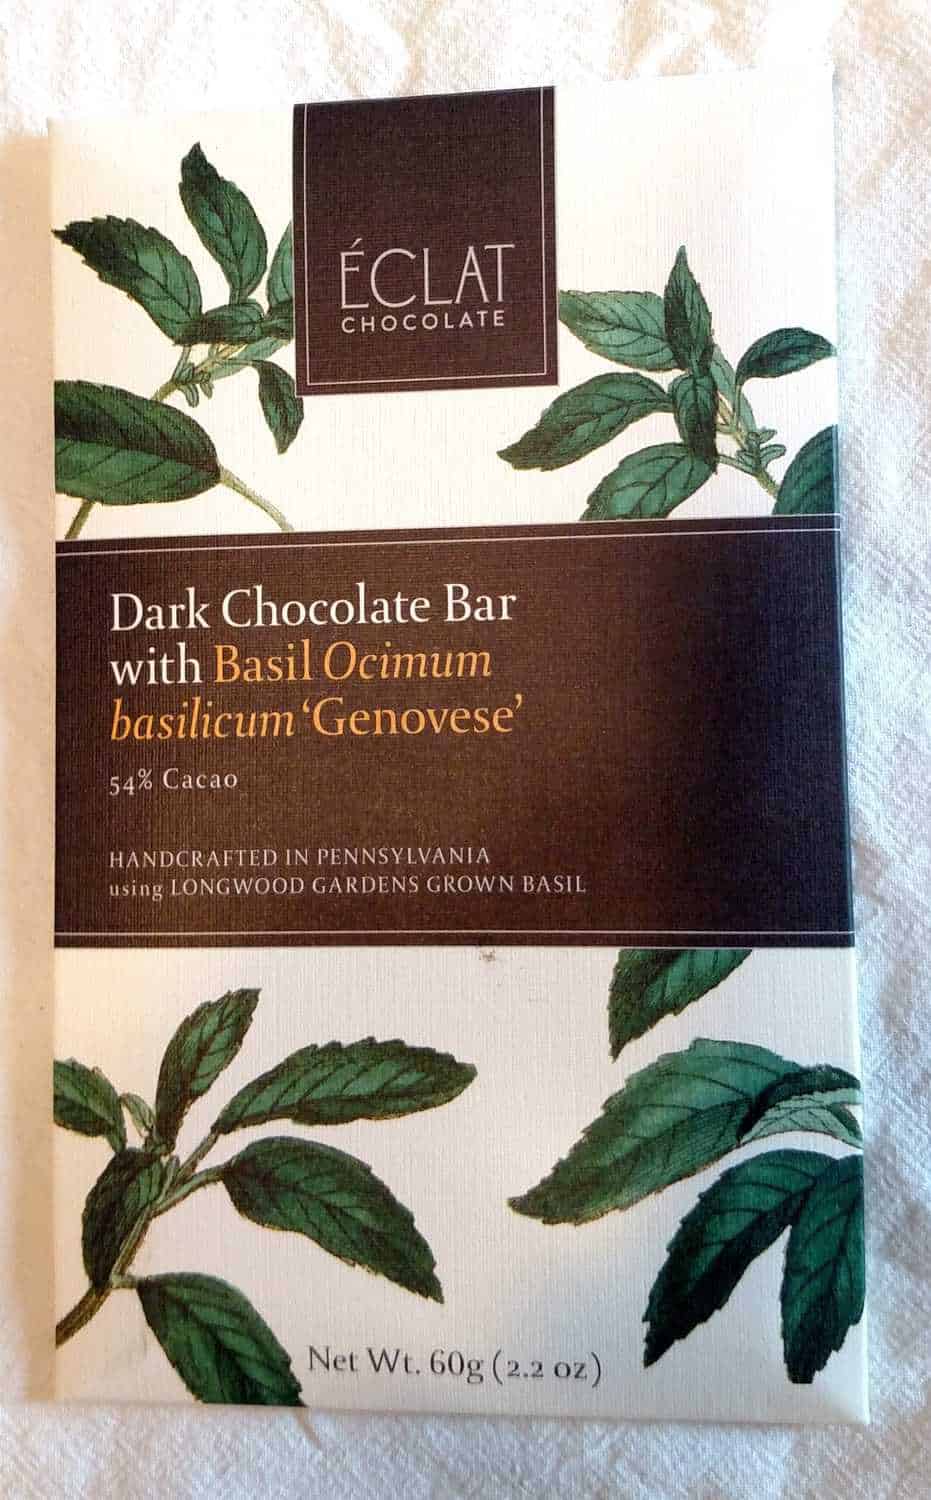 ÉCLAT
CHOCOLATE
Dark Chocolate Bar
with Basil Ocimum
basilicum ‘Genovese’
54% Cacao
HANDCRAFTED IN PENNSYLVANIA
using LONGWOOD GARDENS GROWN BASIL
Net Wt. 60g (2.2 oz)